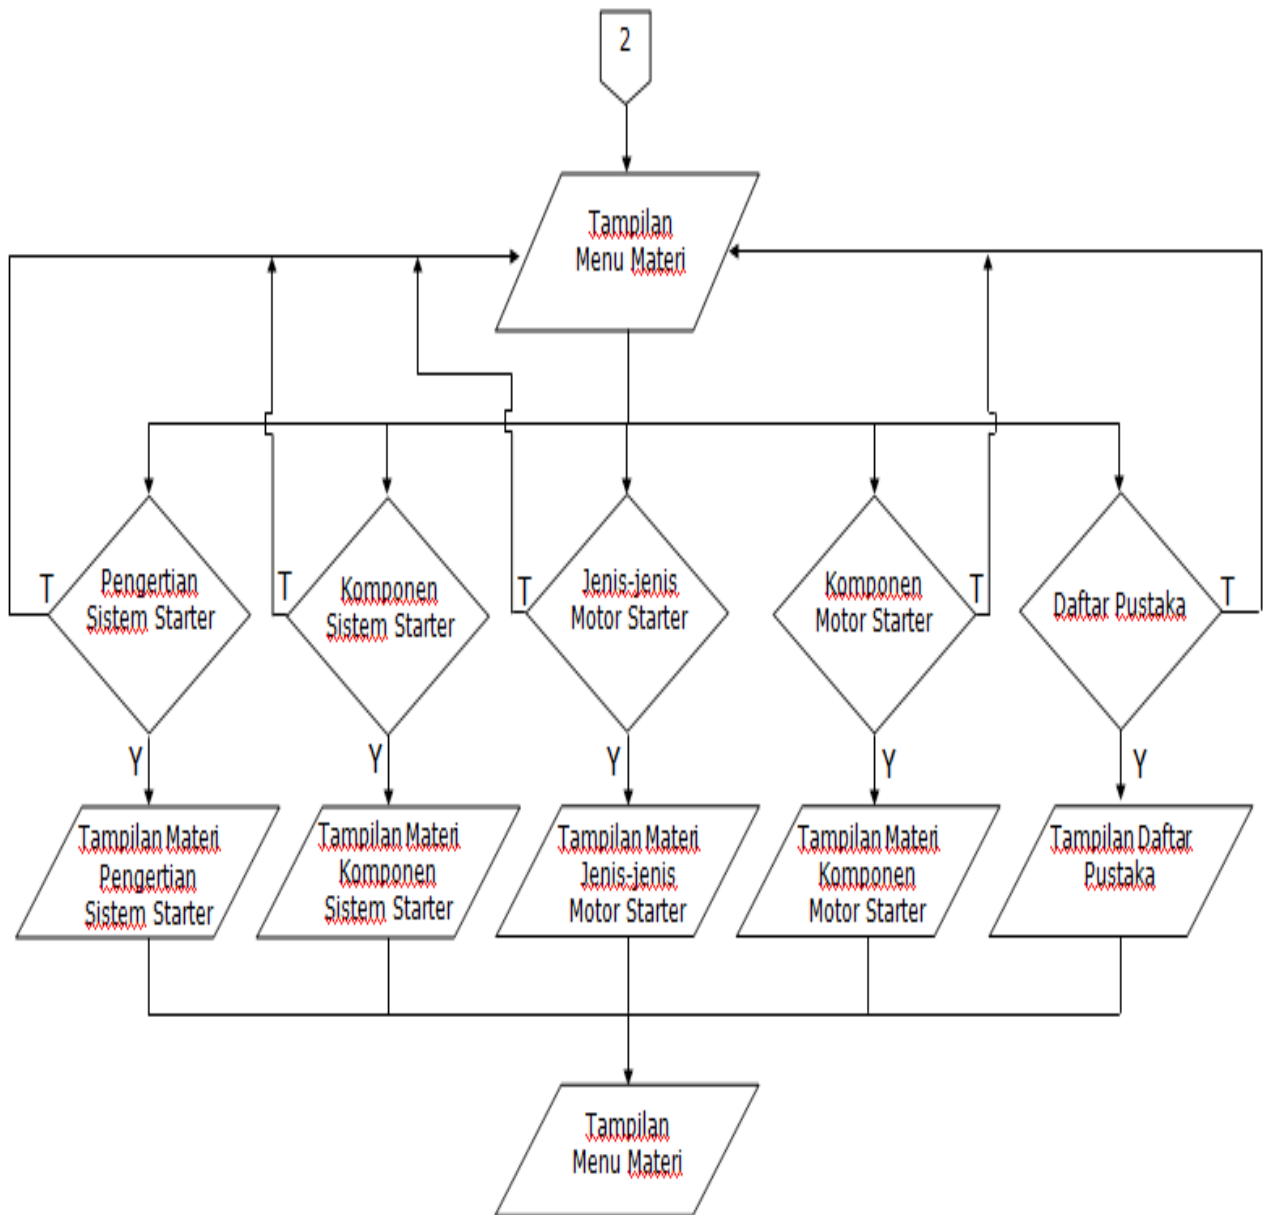 2
Tampilan
Menu Materi
T
Pengertian
Sistem Starter
T
Komponen
Sistem Starter
T
Jenis-jenis
Motor Starter
Komponen
Motor Starter
T
Daftar Pustaka
T
Y
Y
Y
Y
Y
Tampilan Materi
Pengertian
Sistem Starter
Tampilan Materi
Komponen
Sistem Starter
Tampilan Materi
Jenis-jenis
Motor Starter
Tampilan Materi
Komponen
Motor Starter
Tampilan Daftar
Pustaka
Tampilan
Menu Materi